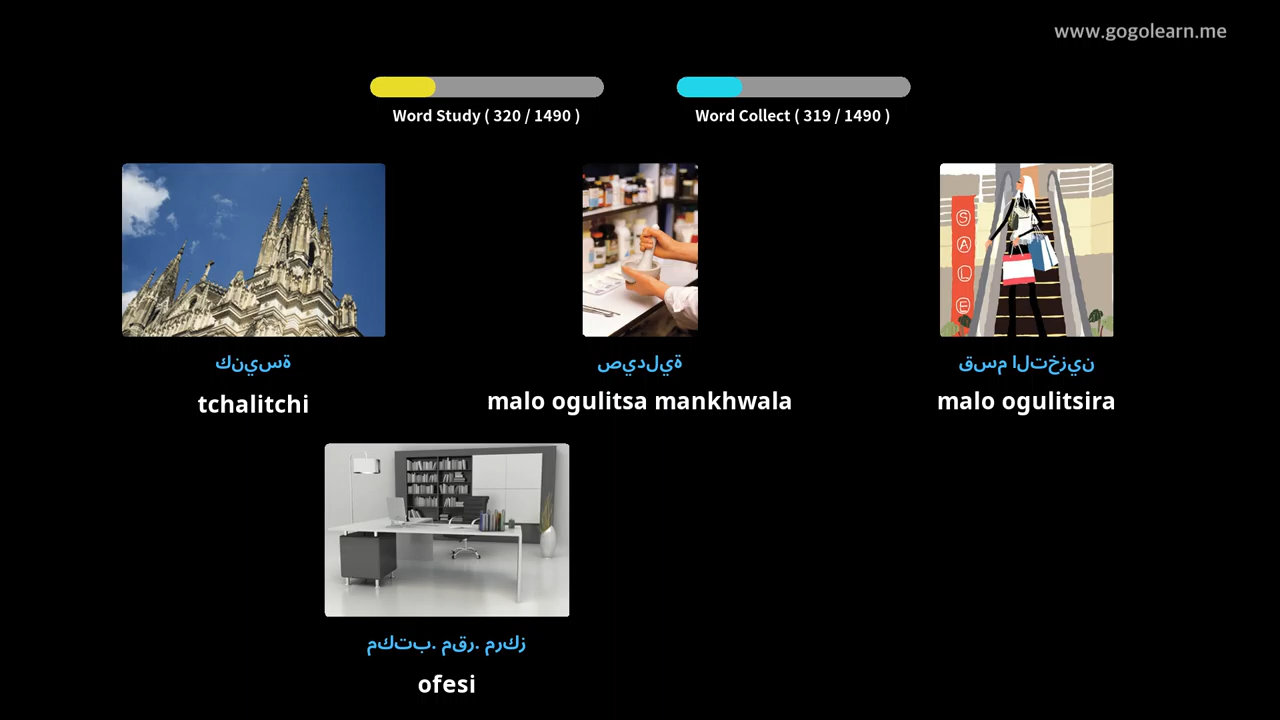 www.gogolearn.me
Word Study ( 320 / 1490 )
Word Collect ( 319 / 1490 )
كنيسة
tchalitchi
صيدلية
malo ogulitsa mankhwala
قسم التخزين
malo ogulitsira
SALE
مكتب. مقر. مركز
ofesi